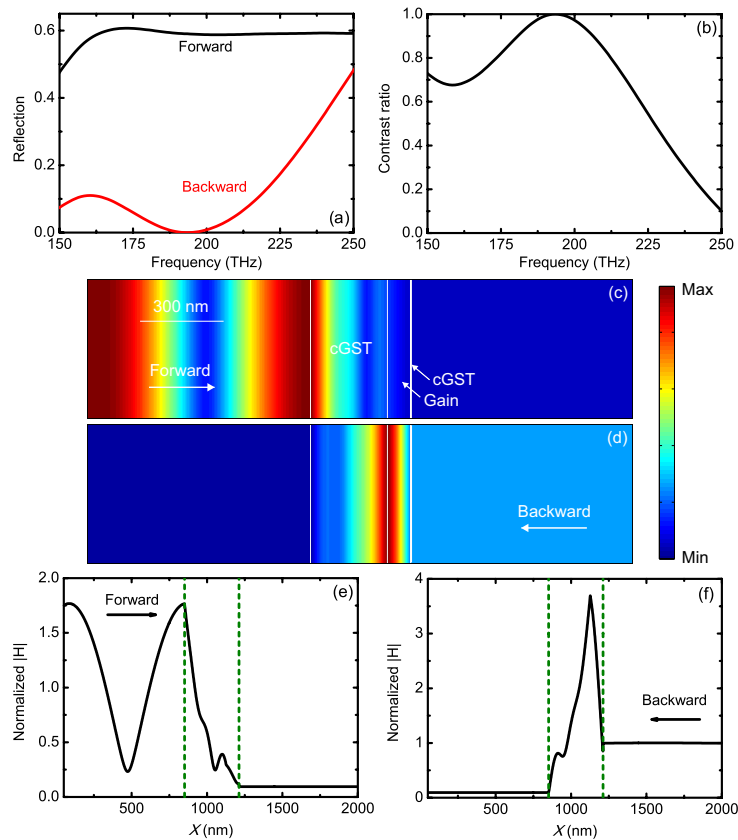 0.6
0.4
0.2
0.0
Reflection
Forward
Backward
(a)
150
175
200
225
250
Frequency (THz)
1.0
0.8
0.6
0.4
0.2
0.0
Contrast ratio
(b)
150
175
200
225
250
Frequency (THz)
300 nm
(c)
cGST
Forward
cGST
Gain
(d)
Backward
Max
Min
2.0
1.5
1.0
0.5
0.0
Normalized |H|
Forward
(e)
500
1000
1500
2000
X (nm)
4
3
2
1
0
Normalized |H|
(f)
Backward
500
1000
1500
2000
X (nm)